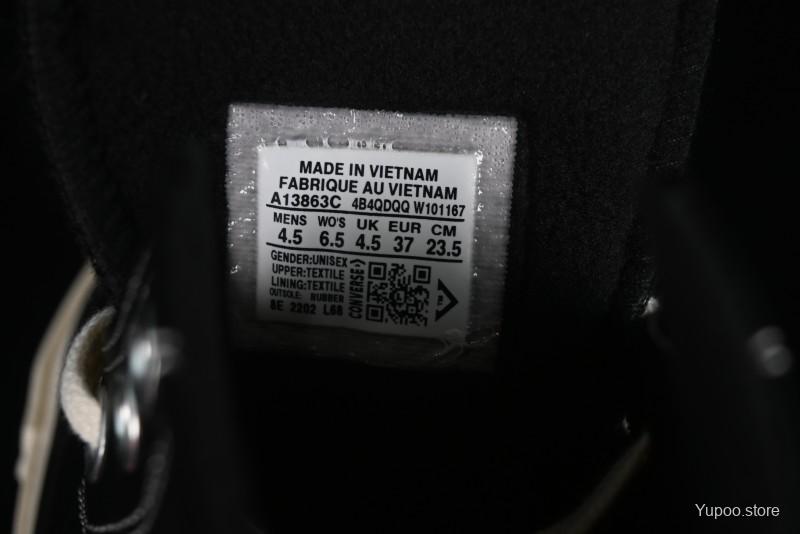 MADE IN VIETNAM
FABRIQUE AU VIETNAM
A13863C 4B4QDQQ W101167
MENS WO'S UK EUR CM
4.5 6.5 4.5 37 23.5
GENDER:UNISEX
UPPER:TEXTILE
LINING:TEXTILE
OUTSOLE: RUBBER
8E 2202 L68
CONVERSE
Yupoo.store